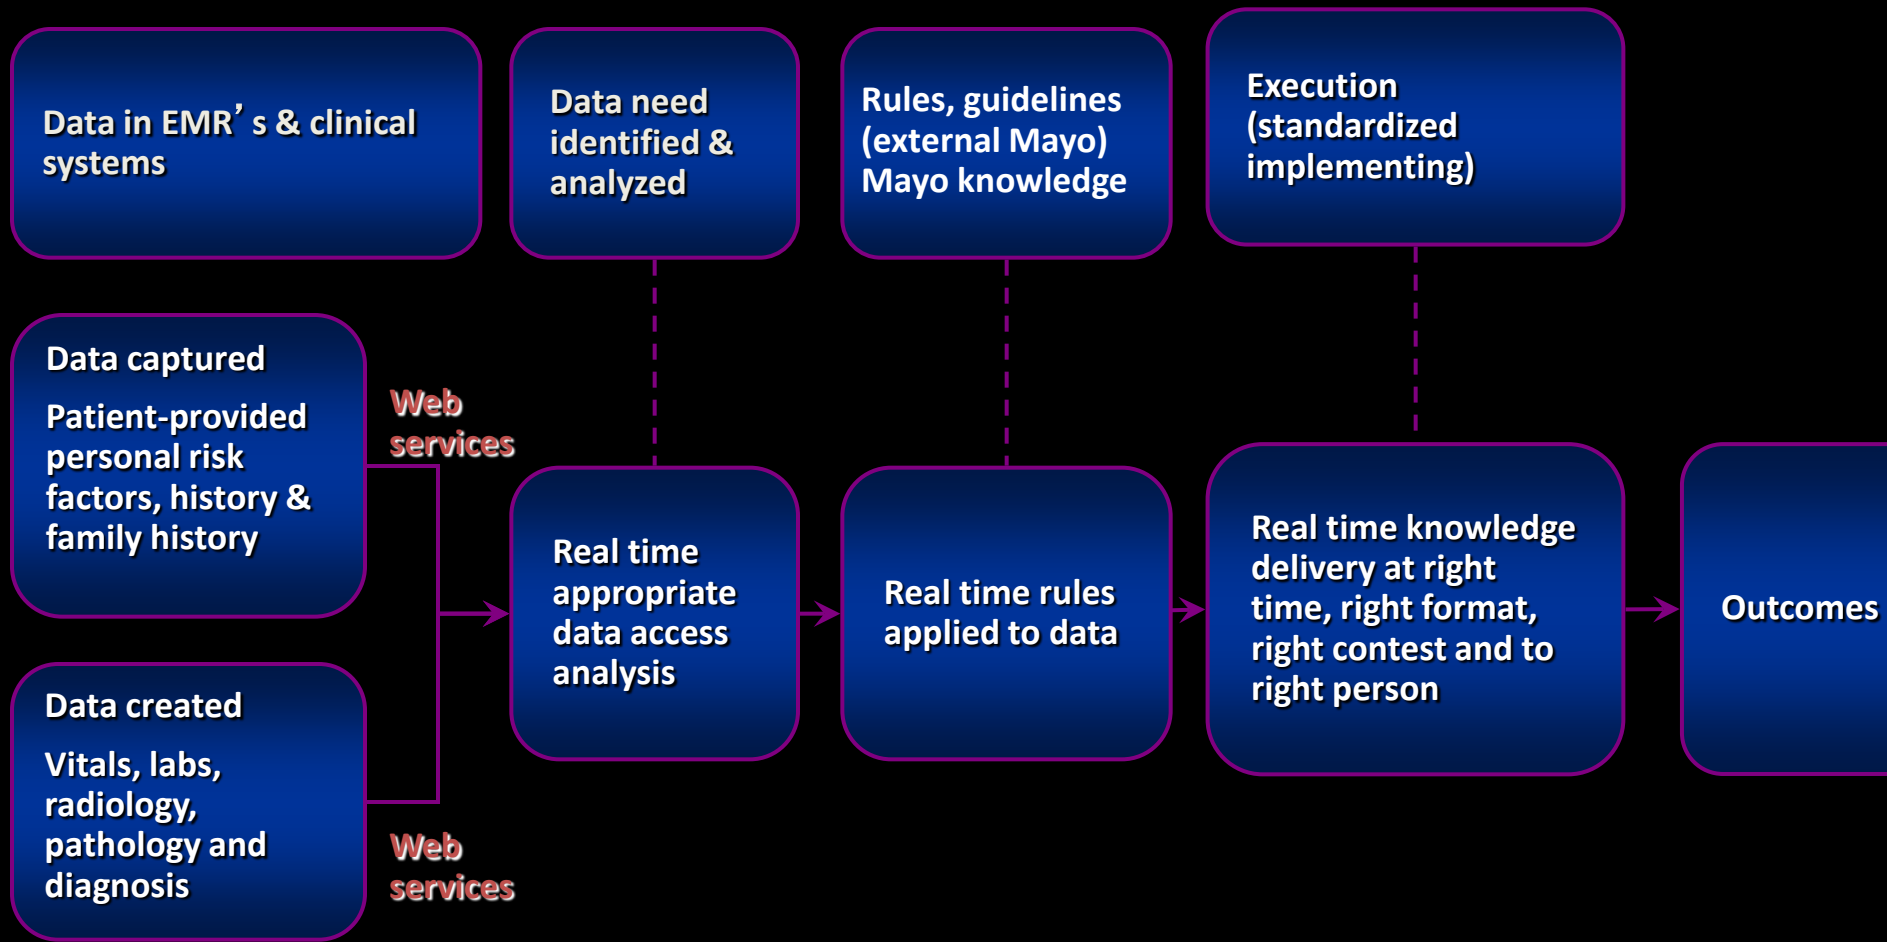 Data in EMR’s & clinical
systems
Data need
identified &
analyzed
Rules, guidelines
(external Mayo)
Mayo knowledge
Execution
(standardized
implementing)
Data captured
Patient-provided
personal risk
factors, history &
family history
Web
services
Data created
Vitals, labs,
radiology,
pathology and
diagnosis
Web
services
Real time
appropriate
data access
analysis
Real time rules
applied to data
Real time knowledge
delivery at right
time, right format,
right contest and to
right person
Outcomes